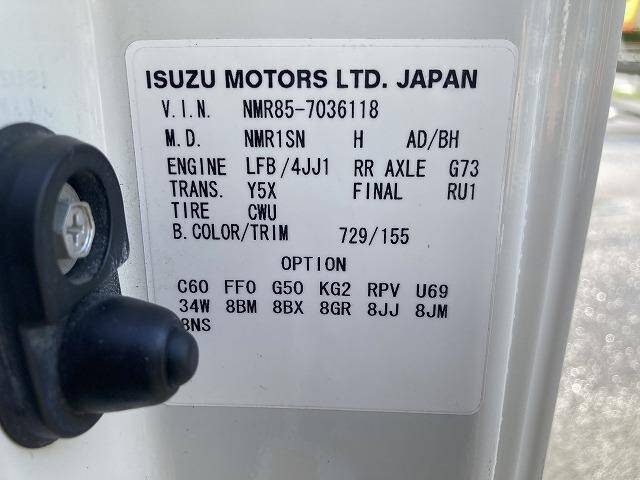 ISUZU MOTORS LTD. JAPAN
V.I.N. NMR85-7036118
M.D. NMR1SN H AD/BH
ENGINE LFB/4JJ1 RR AXLE G73
TRANS. Y5X FINAL RU1
TIRE CWU
B.COLOR/TRIM 729/155
OPTION
C60 FF0 G50 KG2 RPV U69
34W 8BM 8BX 8GR 8JJ 8JM
8NS